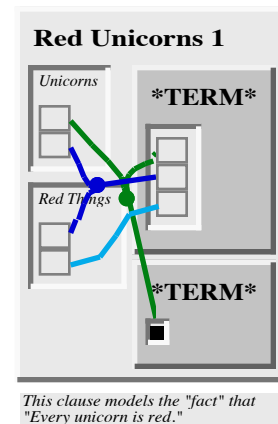 Red Unicorns 1
Unicorns
*TERM*
Red Things
*TERM*
This clause models the "fact" that
"Every unicorn is red."